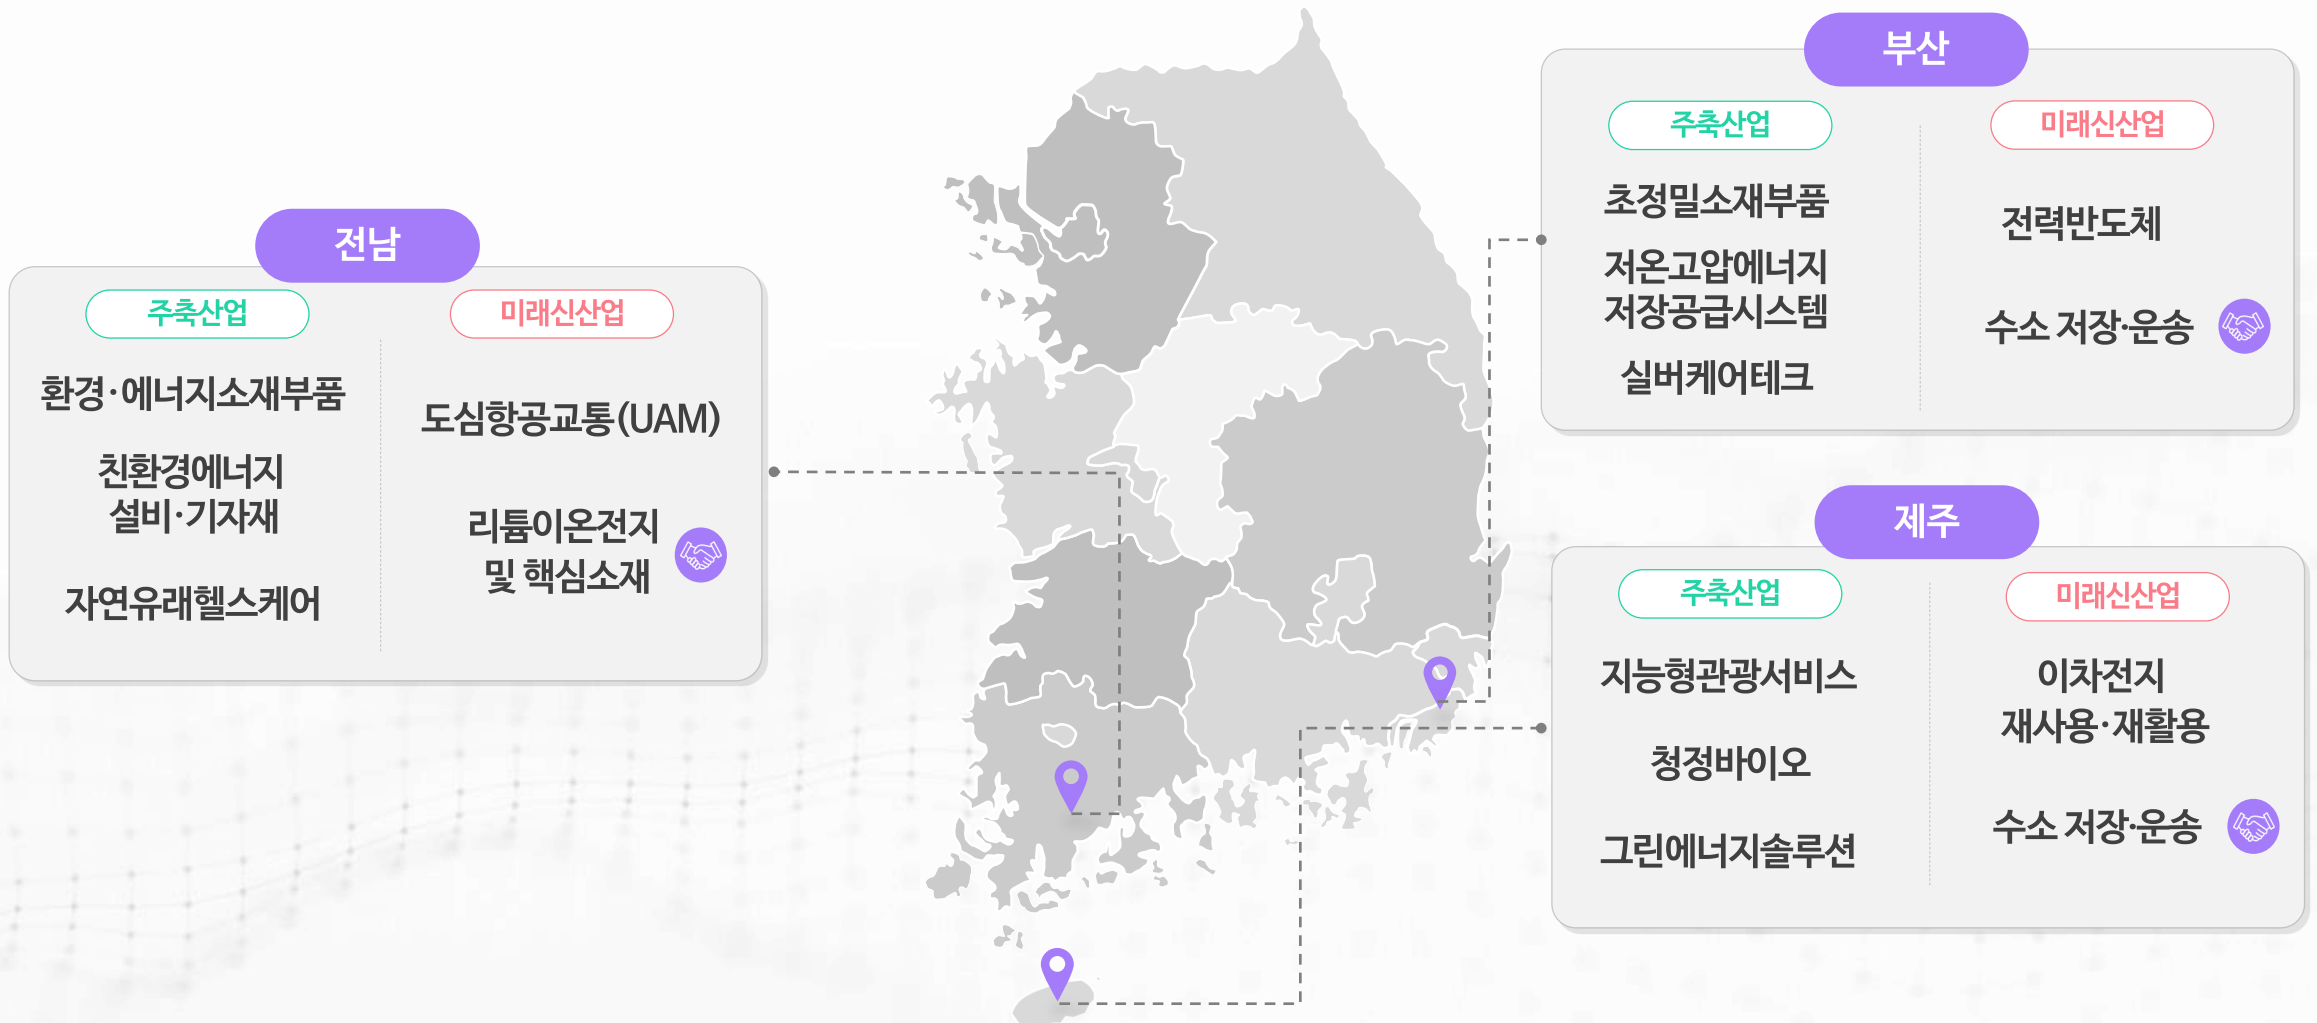 전남
주축산업
환경·에너지소재부품
친환경에너지
설비·기자재
자연유래헬스케어
미래신산업
도심항공교통(UAM)
리튬이온전지
및 핵심소재
부산
주축산업
초정밀소재부품
저온고압에너지
저장공급시스템
실버케어테크
미래신산업
전력반도체
수소 저장·운송
제주
주축산업
지능형관광서비스
청정바이오
그린에너지솔루션
미래신산업
이차전지
재사용·재활용
수소 저장·운송